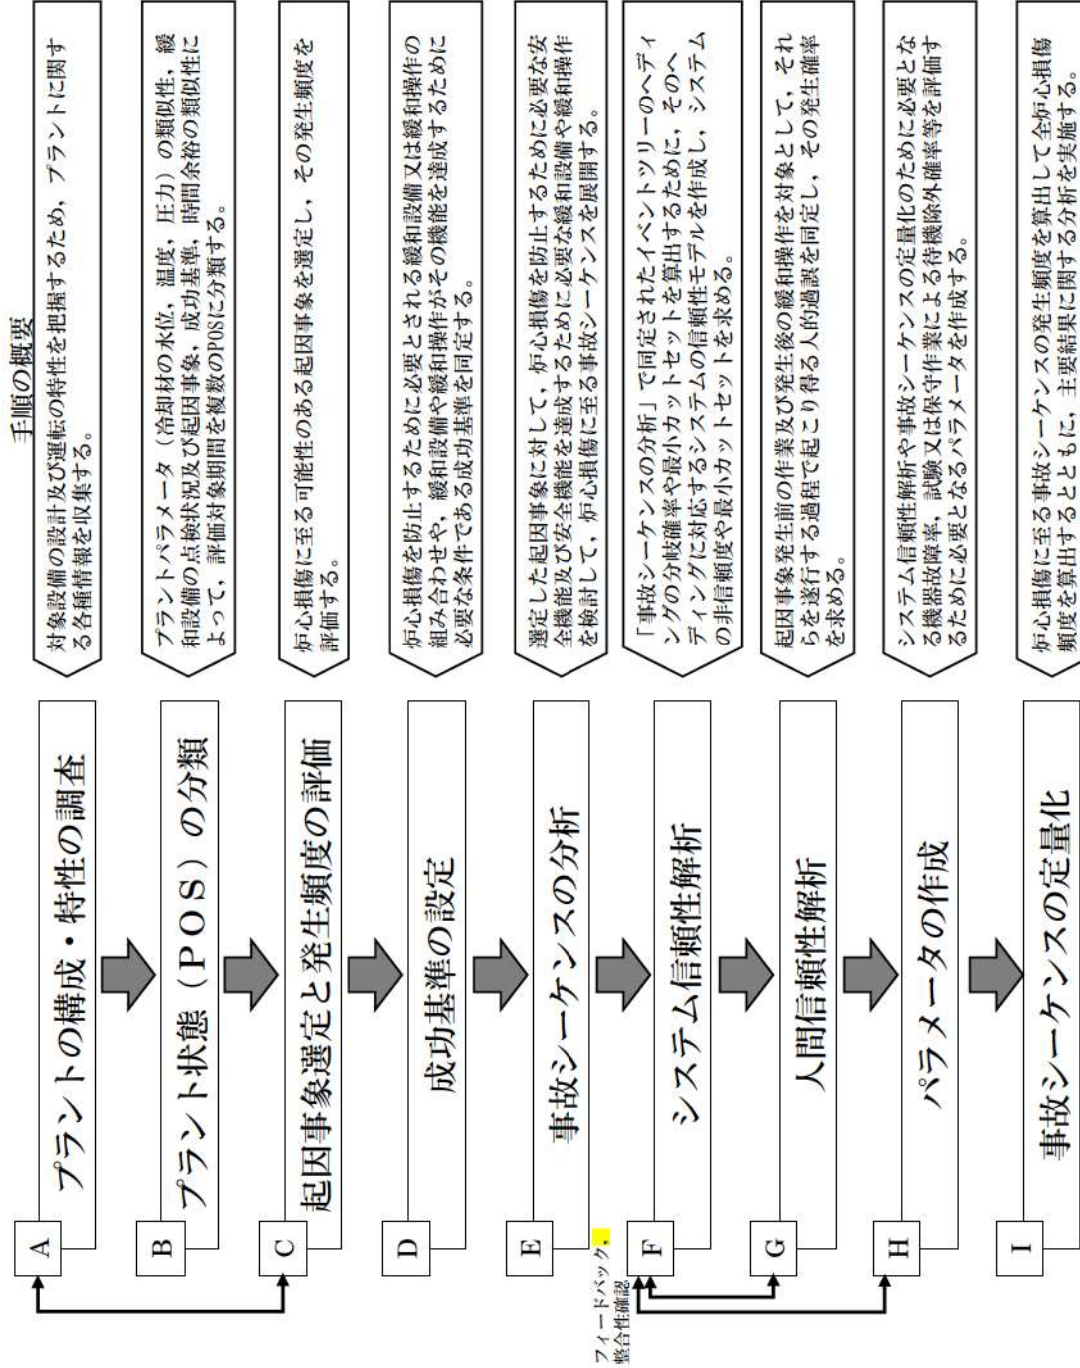 手順の概要
A
プラントの構成・特性の調査
対象設備の設計及び運転の特性を把握するため，プラントに関す
る各種情報を収集する。
B
プラント状態（ＰＯＳ）の分類
プラントパラメータ（冷却材の水位，温度，圧力）の類似性，緩
和設備の点検状況及び起因事象，成功基準，時間余裕の類似性に
よって，評価対象期間を複数のPOSに分類する。
C
起因事象選定と発生頻度の評価
炉心損傷に至る可能性のある起因事象を選定し，その発生頻度を
評価する。
D
成功基準の設定
炉心損傷を防止するために必要とされる緩和設備又は緩和操作の
組み合わせや，緩和設備や緩和操作がその機能を達成するために
必要な条件である成功基準を同定する。
E
事故シーケンスの分析
選定した起因事象に対して，炉心損傷を防止するために必要な安
全機能及び安全機能を達成するために必要な緩和設備や緩和操作
を検討して，炉心損傷に至る事故シーケンスを展開する。
フィードバック，
整合性確認
F
システム信頼性解析
「事故シーケンスの分析」で同定されたイベントツリーのヘディ
ングの分岐確率や最小カットセットを算出するために，そのヘ
ディングに対応するシステムの信頼性モデルを作成し，システム
の非信頼度や最小カットセットを求める。
G
人間信頼性解析
起因事象発生前の作業及び発生後の緩和操作を対象として，それ
らを遂行する過程で起こり得る人的過誤を同定し，その発生確率
を求める。
H
パラメータの作成
システム信頼性解析や事故シーケンスの定量化のために必要とな
る機器故障率，試験又は保守作業による待機除外確率等を評価す
るために必要となるパラメータを作成する。
I
事故シーケンスの定量化
炉心損傷に至る事故シーケンスの発生頻度を算出して全炉心損傷
頻度を算出するとともに，主要結果に関する分析を実施する。